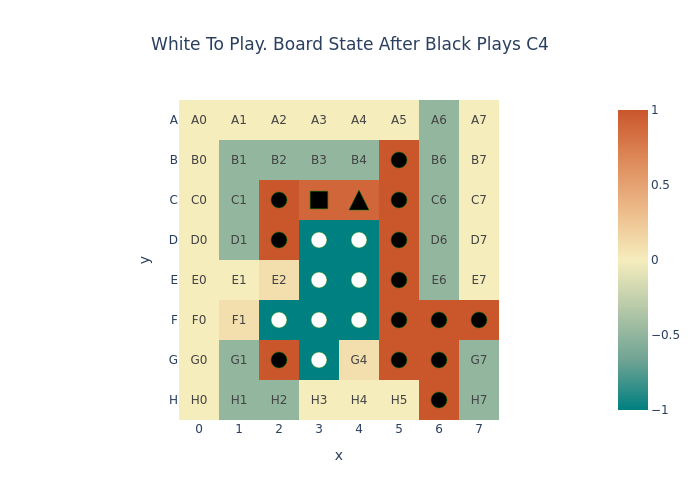 White To Play. Board State After Black Plays C4
A A0 A1 A2 A3 A4 A5 A6 A7
B B0 B1 B2 B3 B4 B6 B7
C C0 C1 C6 C7
D D0 D1 D6 D7
E E0 E1 E2 E6 E7
F F0 F1
G G0 G1 G4 G7
H H0 H1 H2 H3 H4 H5 H7
0 1 2 3 4 5 6 7
x
y
1
0.5
0
−0.5
−1